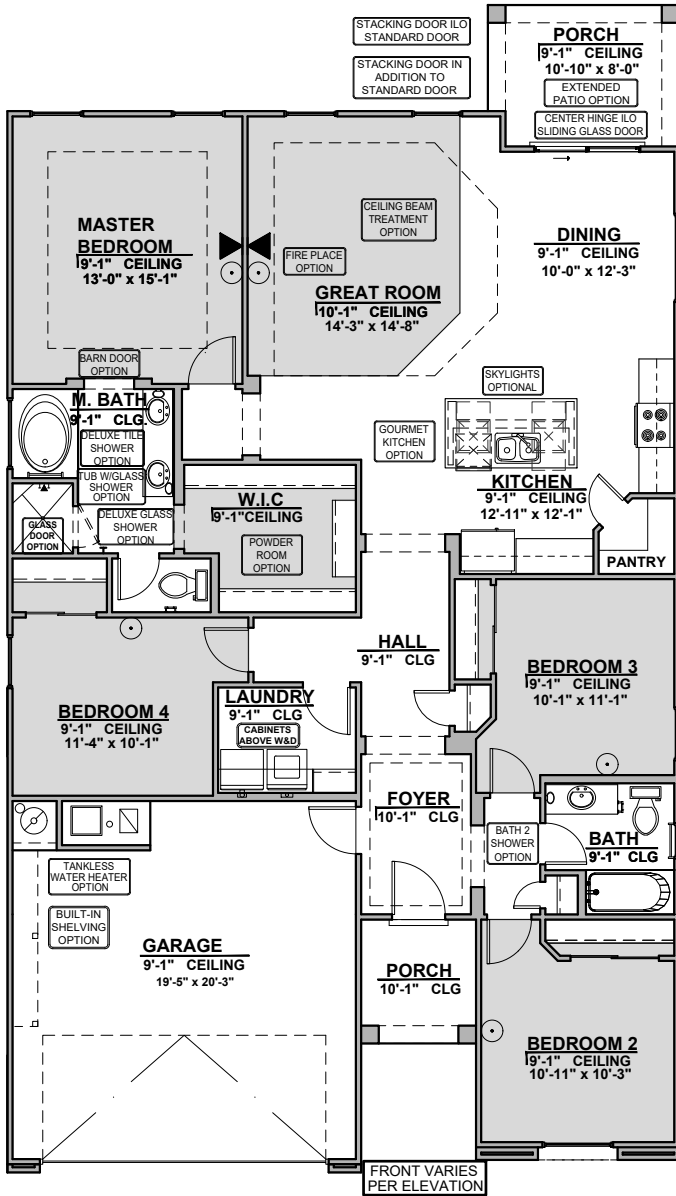 STACKING DOOR ILO
STANDARD DOOR
STACKING DOOR IN
ADDITION TO
STANDARD DOOR
PORCH
9'-1" CEILING
10'-10" x 8'-0"
EXTENDED
PATIO OPTION
CENTER HINGE ILO
SLIDING GLASS DOOR
MASTER
BEDROOM
9'-1" CEILING
13'-0" x 15'-1"
CEILING BEAM
TREATMENT
OPTION
FIRE PLACE
OPTION
GREAT ROOM
10'-1" CEILING
14'-3" x 14'-8"
DINING
9'-1" CEILING
10'-0" x 12'-3"
BARN DOOR
OPTION
M. BATH
9'-1" CLG.
DELUXE TILE
SHOWER
OPTION
TUB W/GLASS
SHOWER
OPTION
DELUXE GLASS
SHOWER
OPTION
GLASS
DOOR
OPTION
W.I.C
9'-1"CEILING
POWDER
ROOM
OPTION
SKYLIGHTS
OPTIONAL
GOURMET
KITCHEN
OPTION
KITCHEN
9'-1" CEILING
12'-11" x 12'-1"
PANTRY
HALL
9'-1" CLG
BEDROOM 3
9'-1" CEILING
10'-1" x 11'-1"
BEDROOM 4
9'-1" CEILING
11'-4" x 10'-1"
LAUNDRY
9'-1" CLG
CABINETS
ABOVE W&D
FOYER
10'-1" CLG
BATH 2
SHOWER
OPTION
BATH
9'-1" CLG
TANKLESS
WATER HEATER
OPTION
BUILT-IN
SHELVING
OPTION
GARAGE
9'-1" CEILING
19'-5" x 20'-3"
PORCH
10'-1" CLG
BEDROOM 2
9'-1" CEILING
10'-11" x 10'-3"
FRONT VARIES
PER ELEVATION